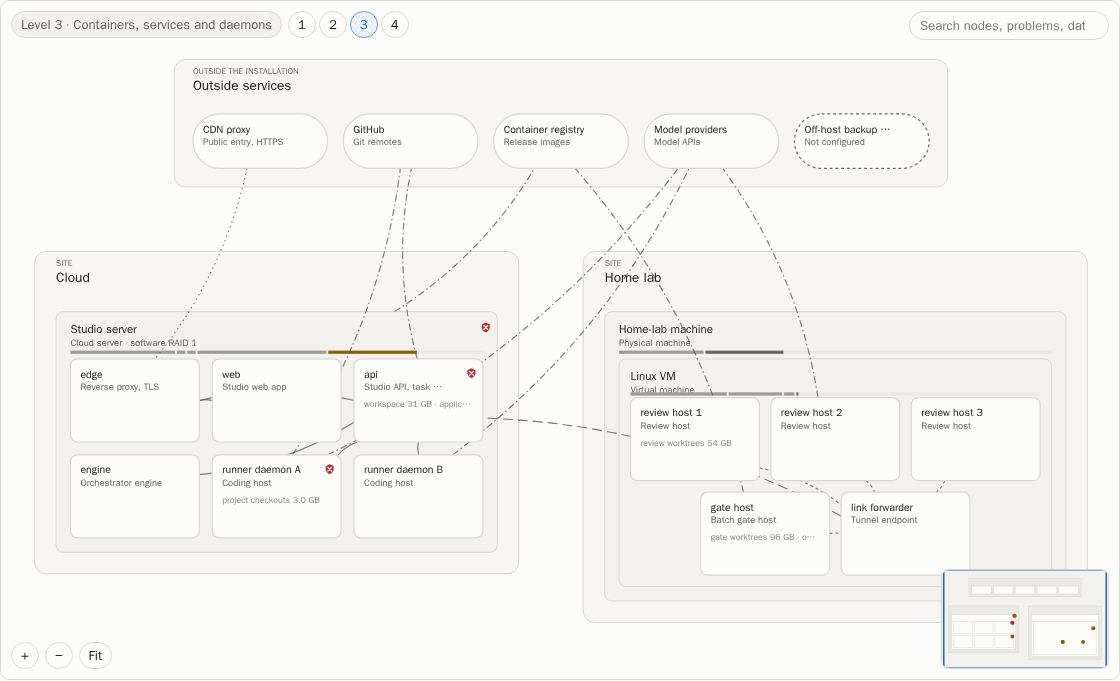 Level 3 · Containers, services and daemons
1
2
3
4
Search nodes, problems, dat
OUTSIDE THE INSTALLATION
Outside services
CDN proxy
Public entry, HTTPS
GitHub
Git remotes
Container registry
Release images
Model providers
Model APIs
Off-host backup ···
Not configured
SITE
Cloud
Studio server
Cloud server · software RAID 1
edge
Reverse proxy, TLS
web
Studio web app
api
Studio API, task ···
workspace 31 GB · applic···
engine
Orchestrator engine
runner daemon A
Coding host
project checkouts 3.0 GB
runner daemon B
Coding host
SITE
Home lab
Home-lab machine
Physical machine
Linux VM
Virtual machine
review host 1
Review host
review worktrees 54 GB
review host 2
Review host
review host 3
Review host
gate host
Batch gate host
gate worktrees 96 GB · o···
link forwarder
Tunnel endpoint
+
−
Fit